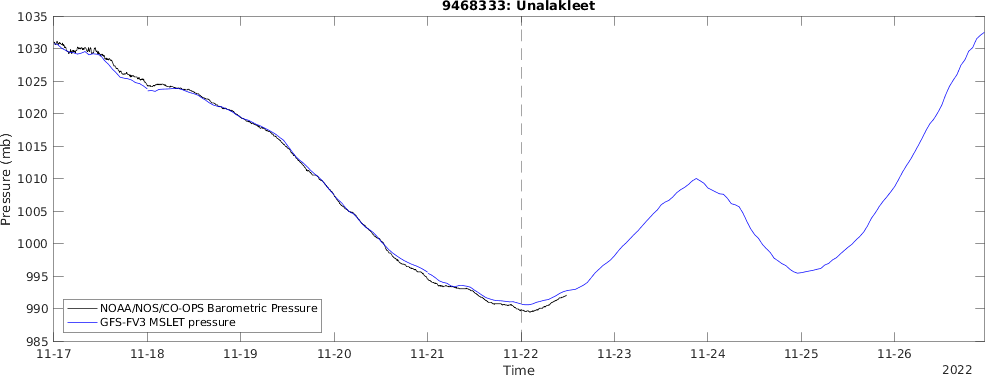 9468333: Unalakleet
1035
1030
1025
1020
1015
1010
1005
1000
995
990
985
Pressure (mb)
NOAA/NOS/CO-OPS Barometric Pressure
GFS-FV3 MSLET pressure
11-17 11-18 11-19 11-20 11-21 11-22 11-23 11-24 11-25 11-26
Time
2022